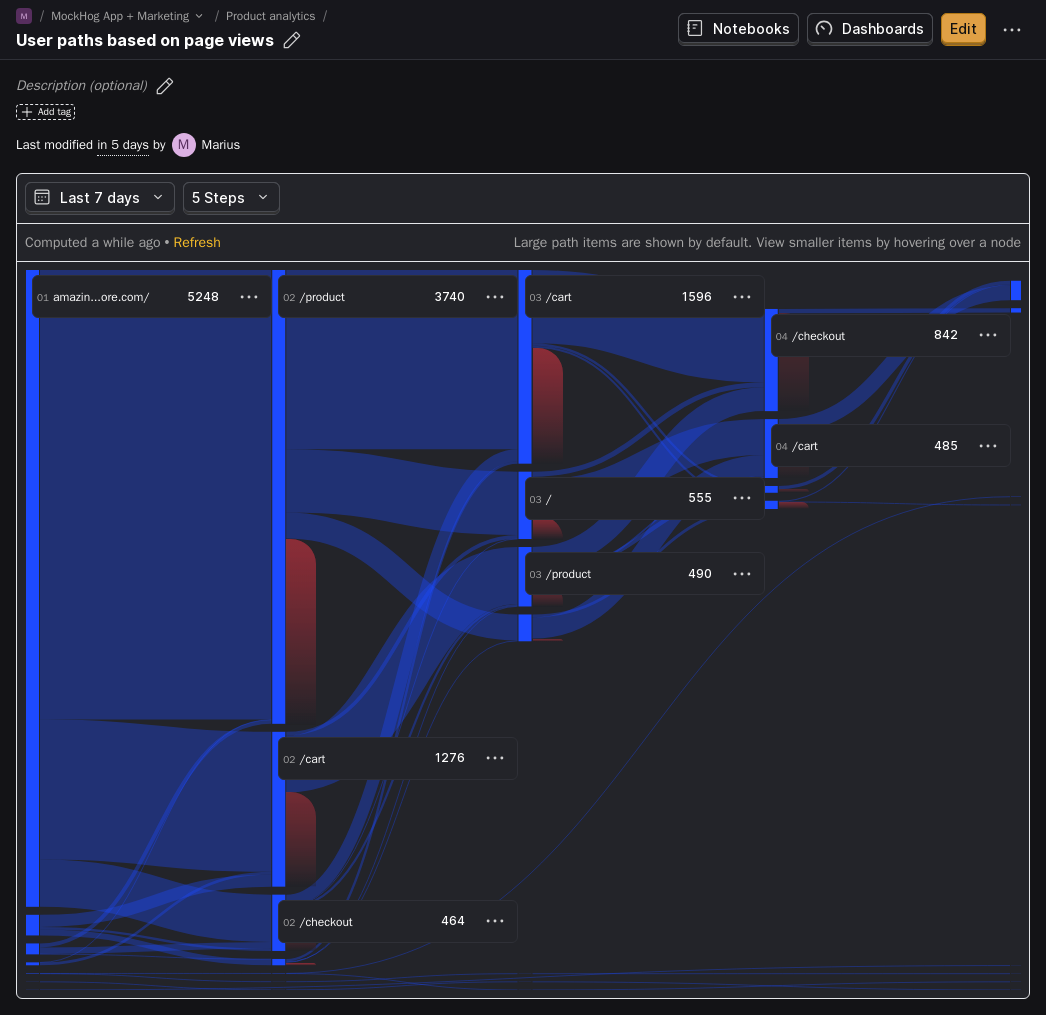 M / MockHog App + Marketing / Product analytics /
User paths based on page views
Notebooks
Dashboards
Edit
Description (optional)
Add tag
Last modified in 5 days by M Marius
Last 7 days
5 Steps
Computed a while ago • Refresh
Large path items are shown by default. View smaller items by hovering over a node
01 amazin...ore.com/ 5248
02 /product 3740
03 /cart 1596
04 /checkout 842
04 /cart 485
03 / 555
03 /product 490
02 /cart 1276
02 /checkout 464